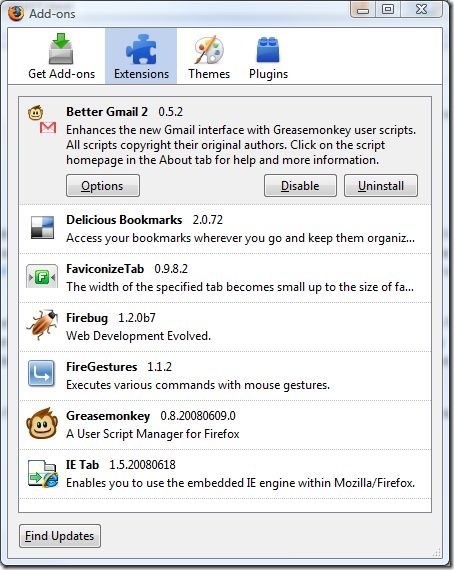 Add-ons
Get Add-ons Extensions Themes Plugins
Better Gmail 2 0.5.2
Enhances the new Gmail interface with Greasemonkey user scripts.
All scripts copyright their original authors. Click on the script
homepage in the About tab for help and more information.
Options Disable Uninstall
Delicious Bookmarks 2.0.72
Access your bookmarks wherever you go and keep them organiz...
FaviconizeTab 0.9.8.2
The width of the specified tab becomes small up to the size of fa...
Firebug 1.2.0b7
Web Development Evolved.
FireGestures 1.1.2
Executes various commands with mouse gestures.
Greasemonkey 0.8.20080609.0
A User Script Manager for Firefox
IE Tab 1.5.20080618
Enables you to use the embedded IE engine within Mozilla/Firefox.
Find Updates